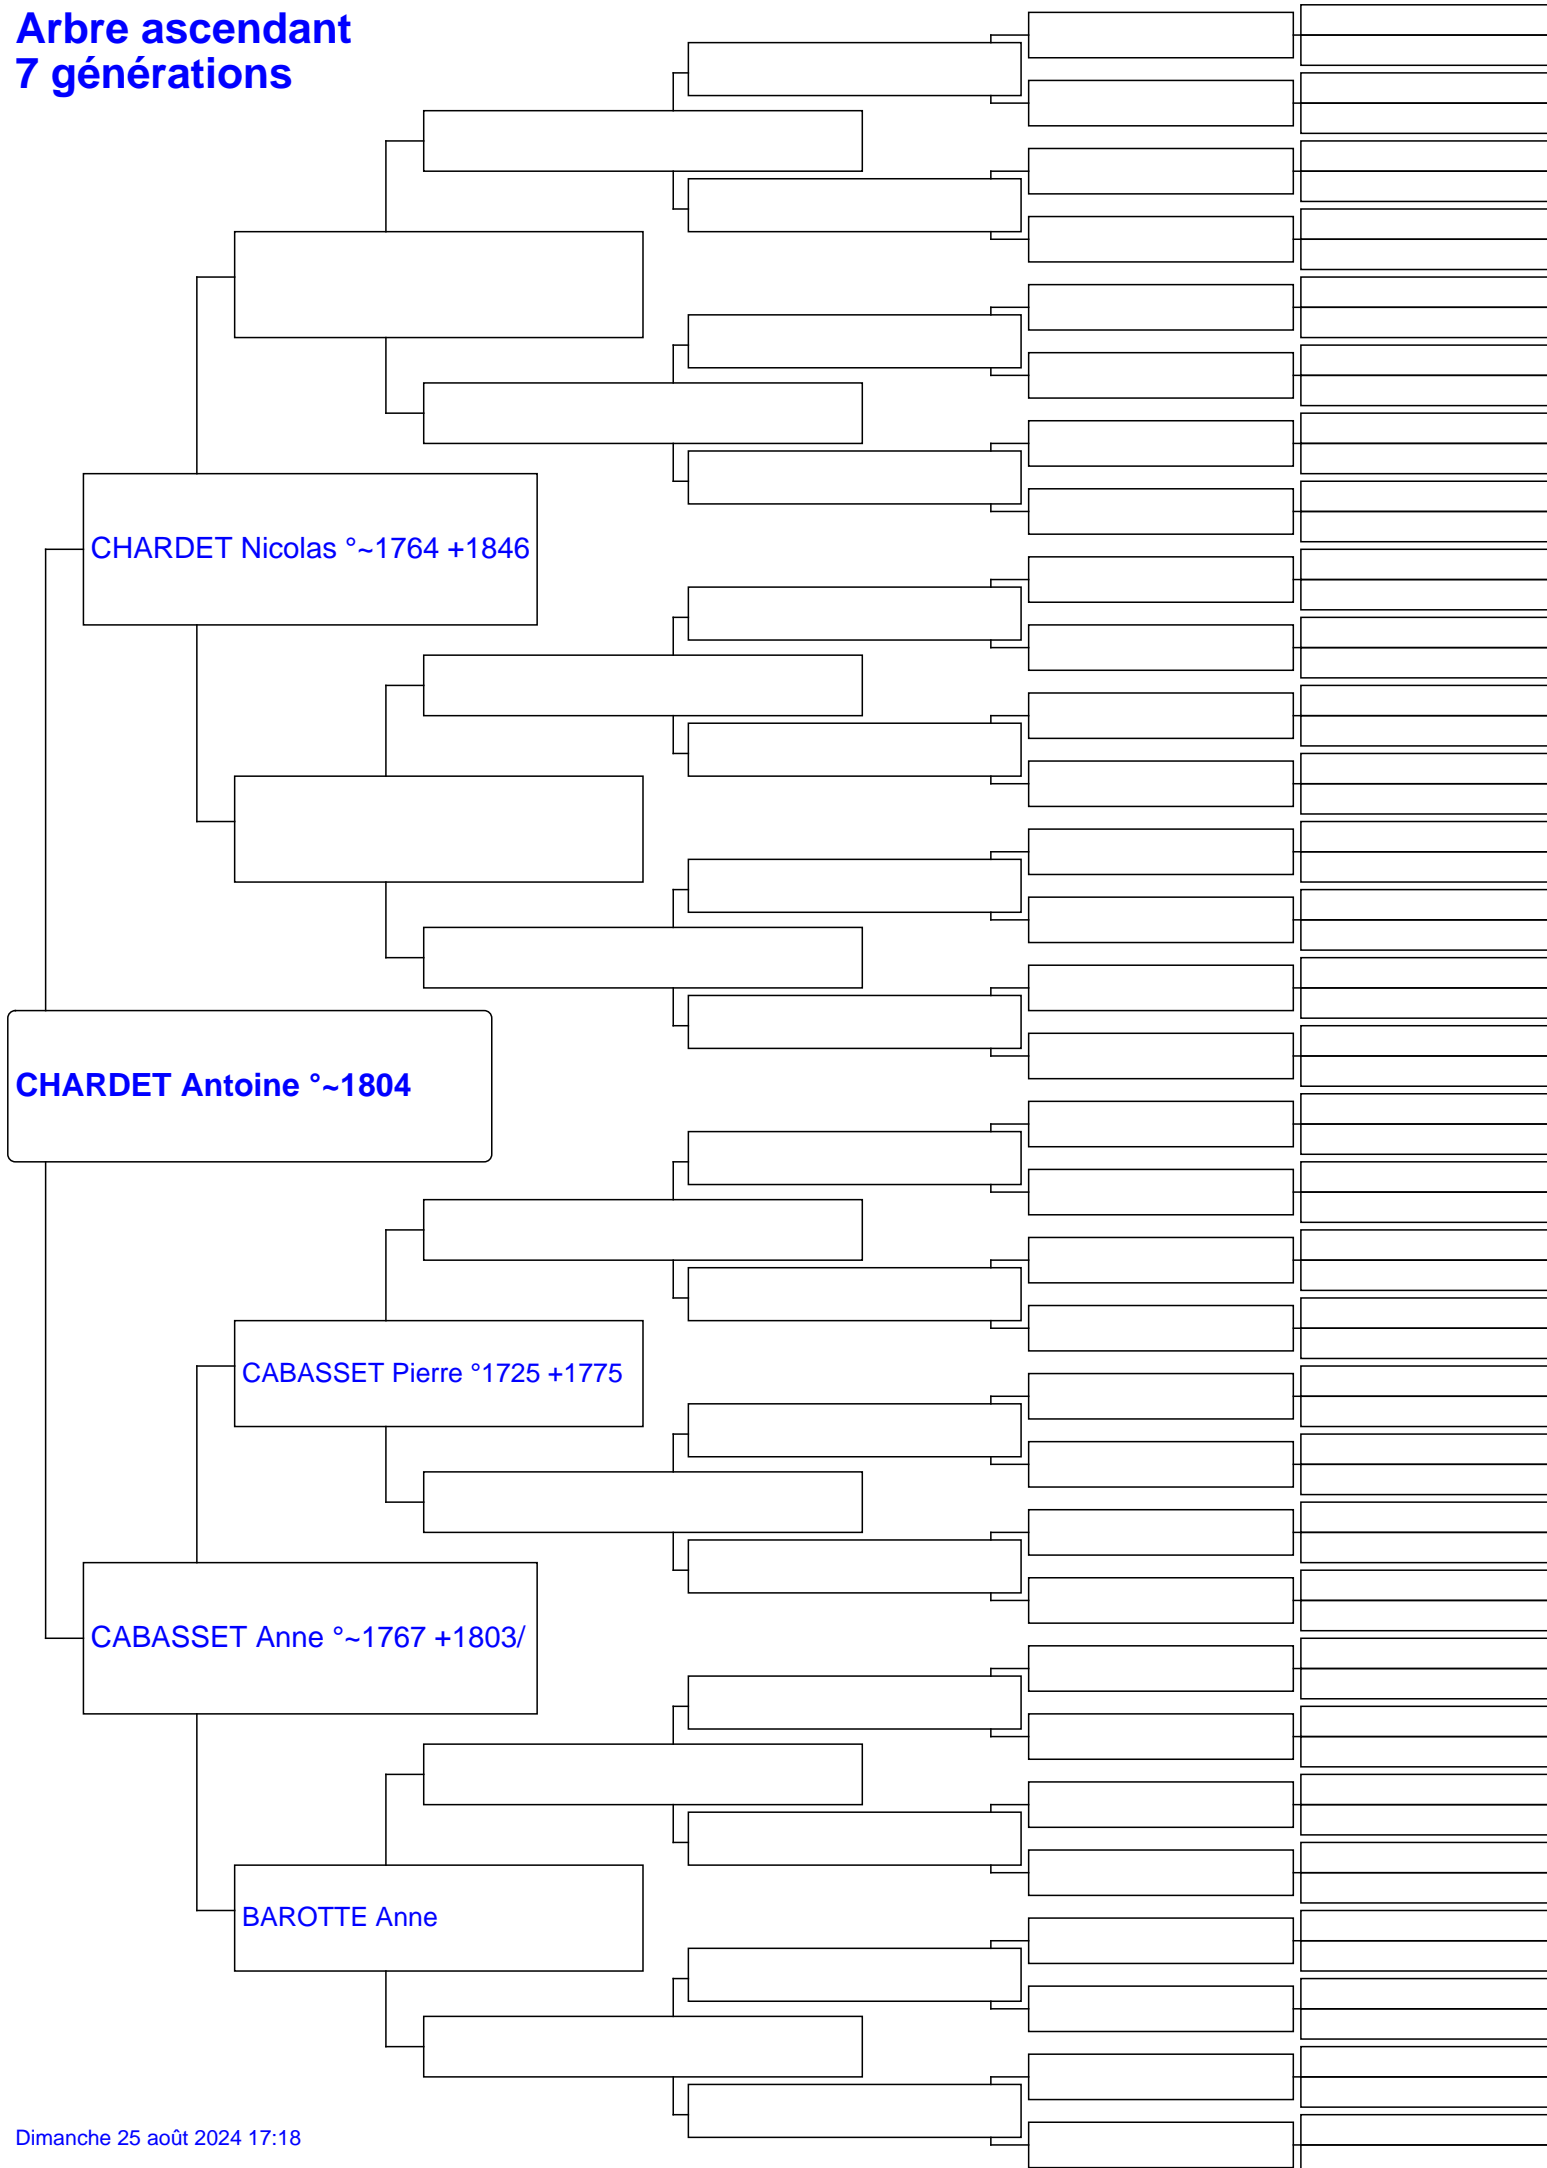 Arbre ascendant
7 générations
CHARDET Nicolas °~1764 +1846
CHARDET Antoine °~1804
CABASSET Pierre °1725 +1775
CABASSET Anne °~1767 +1803/
BAROTTE Anne
Dimanche 25 août 2024 17:18